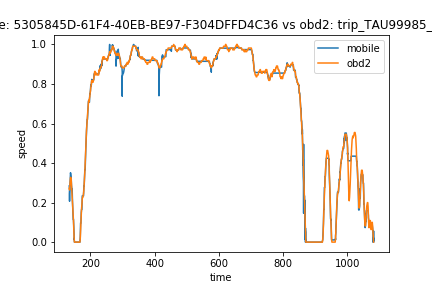 e: 5305845D-61F4-40EB-BE97-F304DFFD4C36 vs obd2: trip_TAU99985_
mobile
obd2
speed
1.0
0.8
0.6
0.4
0.2
0.0
200 400 600 800 1000
time